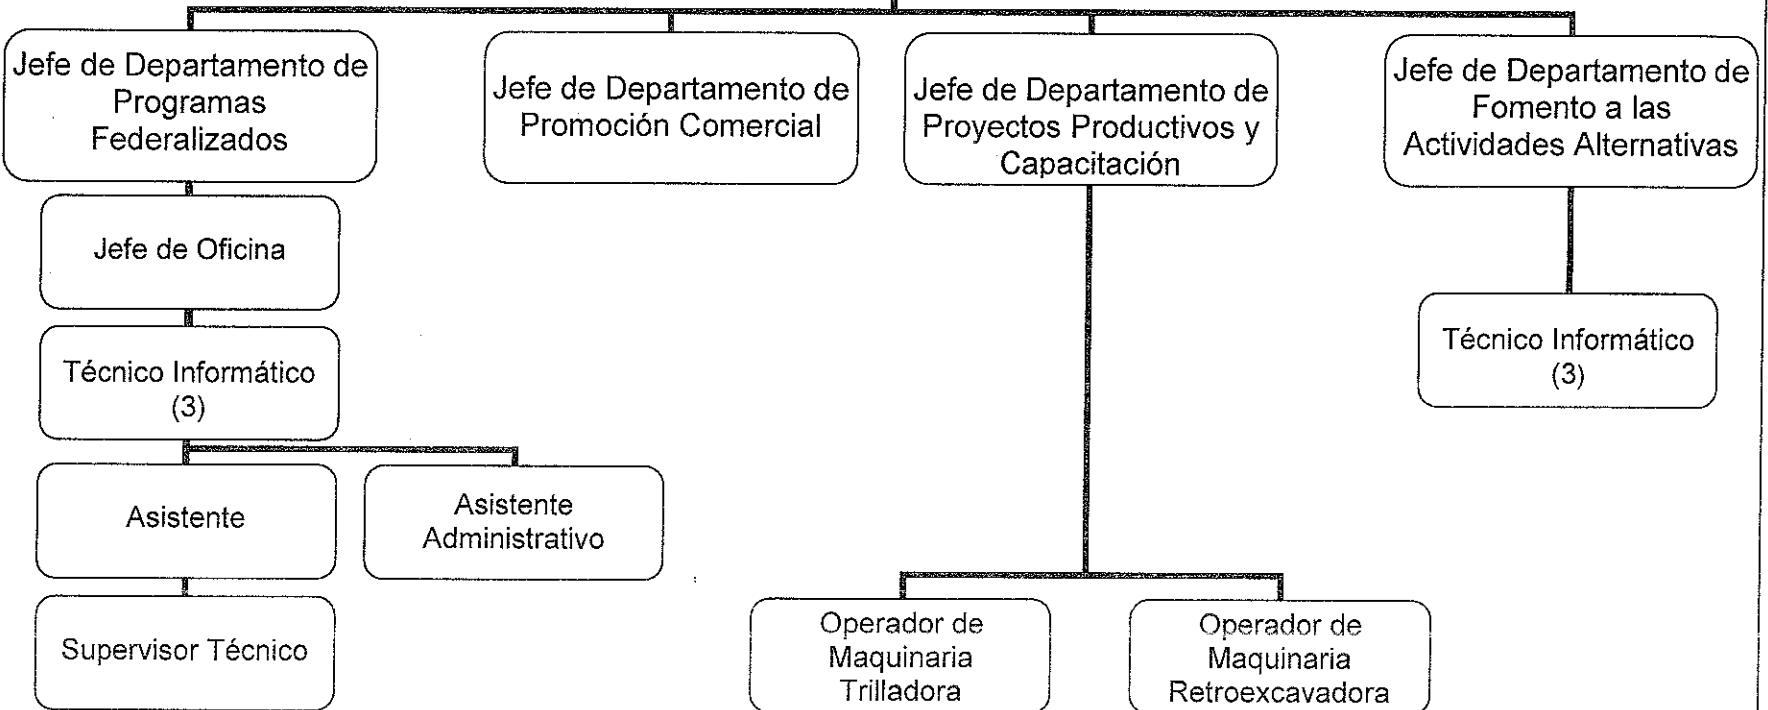 Jefe de Departamento de
Programas
Federalizados
Jefe de Departamento de
Promoción Comercial
Jefe de Departamento de
Proyectos Productivos y
Capacitación
Jefe de Departamento de
Fomento a las
Actividades Alternativas
Jefe de Oficina
Técnico Informático
(3)
Técnico Informático
(3)
Asistente
Asistente
Administrativo
Supervisor Técnico
Operador de
Maquinaria
Trilladora
Operador de
Maquinaria
Retroexcavadora